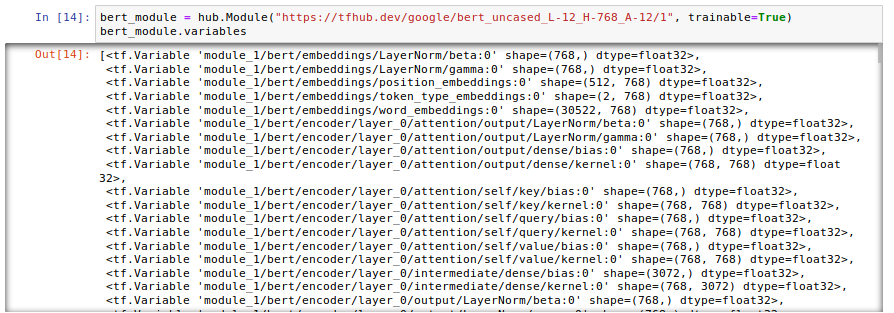 In [14]: bert_module = hub.Module("https://tfhub.dev/google/bert_uncased_L-12_H-768_A-12/1", trainable=True)
bert_module.variables
Out[14]: [<tf.Variable 'module_1/bert/embeddings/LayerNorm/beta:0' shape=(768,) dtype=float32>,
<tf.Variable 'module_1/bert/embeddings/LayerNorm/gamma:0' shape=(768,) dtype=float32>,
<tf.Variable 'module_1/bert/embeddings/position_embeddings:0' shape=(512, 768) dtype=float32>,
<tf.Variable 'module_1/bert/embeddings/token_type_embeddings:0' shape=(2, 768) dtype=float32>,
<tf.Variable 'module_1/bert/embeddings/word_embeddings:0' shape=(30522, 768) dtype=float32>,
<tf.Variable 'module_1/bert/encoder/layer_0/attention/output/LayerNorm/beta:0' shape=(768,) dtype=float32>,
<tf.Variable 'module_1/bert/encoder/layer_0/attention/output/LayerNorm/gamma:0' shape=(768,) dtype=float32>,
<tf.Variable 'module_1/bert/encoder/layer_0/attention/output/dense/bias:0' shape=(768,) dtype=float32>,
<tf.Variable 'module_1/bert/encoder/layer_0/attention/output/dense/kernel:0' shape=(768, 768) dtype=float
32>,
<tf.Variable 'module_1/bert/encoder/layer_0/attention/self/key/bias:0' shape=(768,) dtype=float32>,
<tf.Variable 'module_1/bert/encoder/layer_0/attention/self/key/kernel:0' shape=(768, 768) dtype=float32>,
<tf.Variable 'module_1/bert/encoder/layer_0/attention/self/query/bias:0' shape=(768,) dtype=float32>,
<tf.Variable 'module_1/bert/encoder/layer_0/attention/self/query/kernel:0' shape=(768, 768) dtype=float32>,
<tf.Variable 'module_1/bert/encoder/layer_0/attention/self/value/bias:0' shape=(768,) dtype=float32>,
<tf.Variable 'module_1/bert/encoder/layer_0/attention/self/value/kernel:0' shape=(768, 768) dtype=float32>,
<tf.Variable 'module_1/bert/encoder/layer_0/intermediate/dense/bias:0' shape=(3072,) dtype=float32>,
<tf.Variable 'module_1/bert/encoder/layer_0/intermediate/dense/kernel:0' shape=(768, 3072) dtype=float32>,
<tf.Variable 'module_1/bert/encoder/layer_0/output/LayerNorm/beta:0' shape=(768,) dtype=float32>,